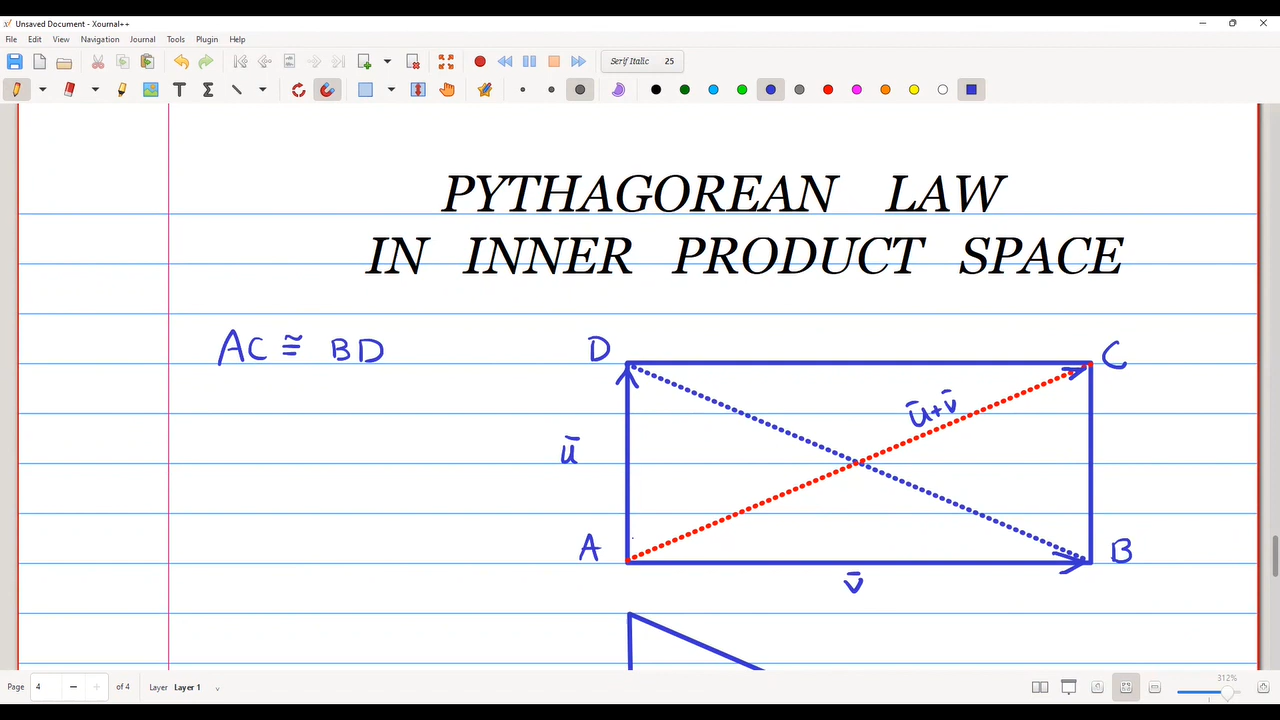 Unsaved Document - Xournal++
File Edit View Navigation Journal Tools Plugin Help
Serif Italic 25
PYTHAGOREAN LAW
IN INNER PRODUCT SPACE
AC ≅ BD
D
C
ū+v̄
ū
A
B
v̄
Page 4 of 4 Layer Layer 1
312%